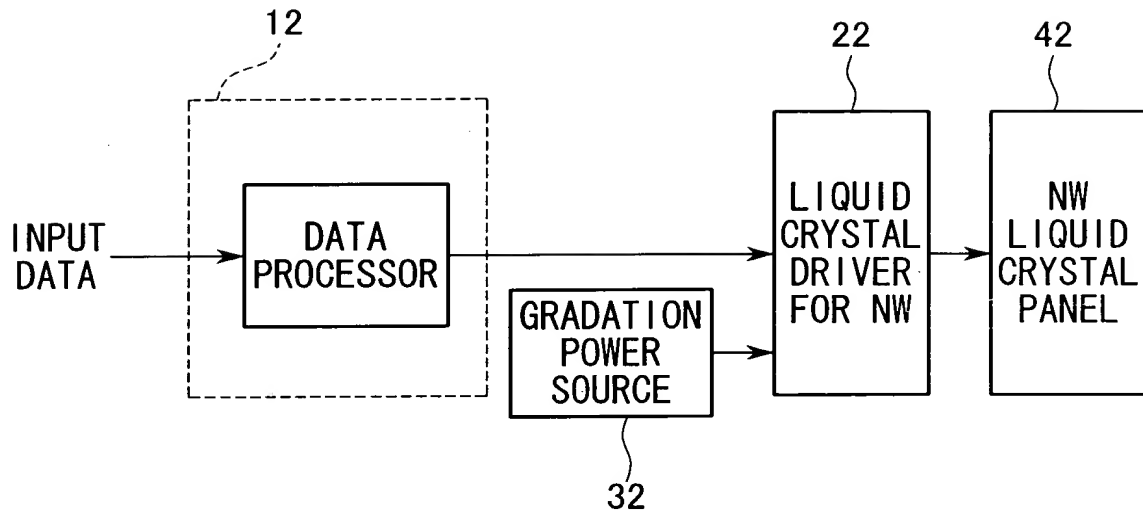 12
22
42
INPUT
DATA
DATA
PROCESSOR
GRADATION
POWER
SOURCE
LIQUID
CRYSTAL
DRIVER
FOR NW
NW
LIQUID
CRYSTAL
PANEL
32